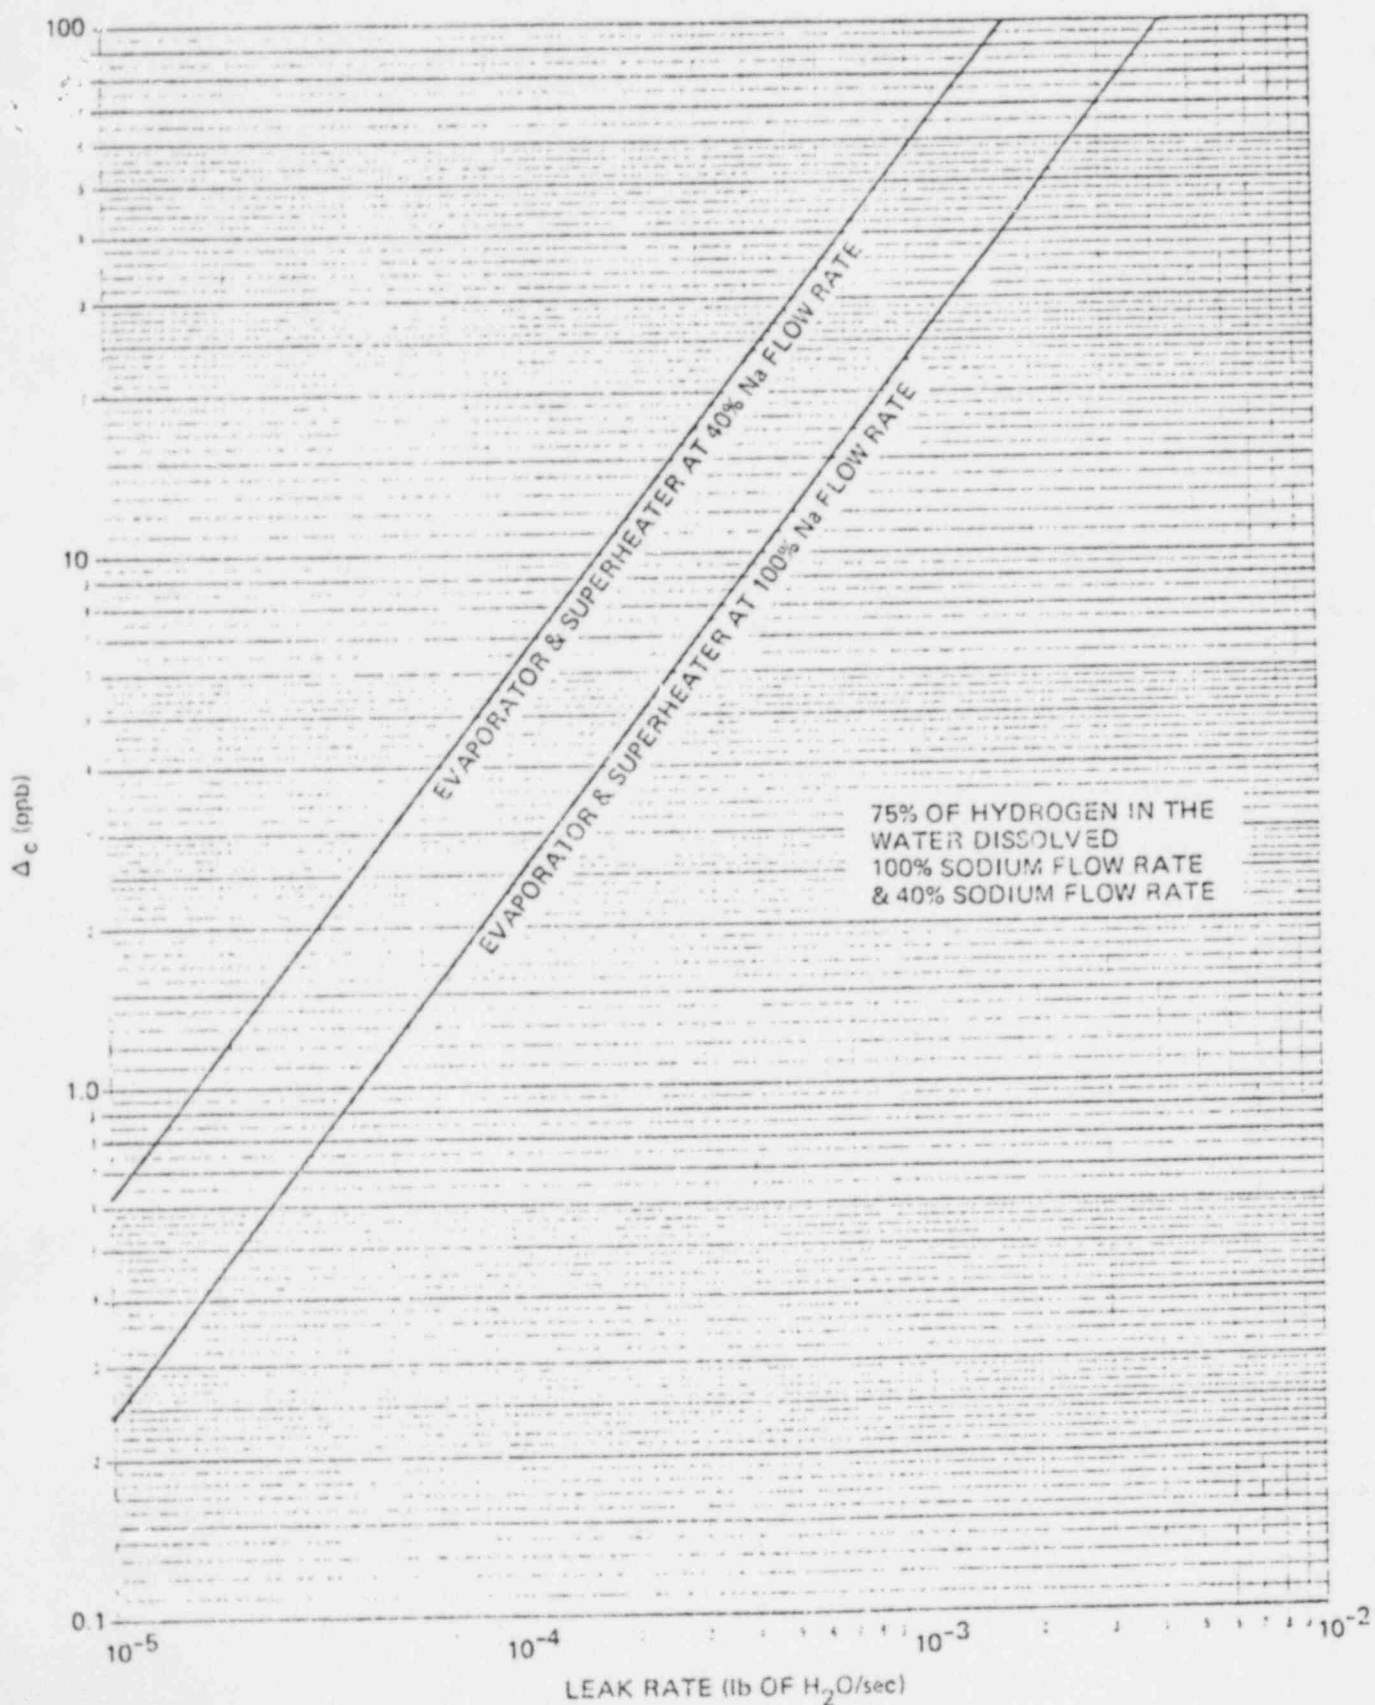 100
10
1.0
0.1
Δc (ppb)
EVAPORATOR & SUPERHEATER AT 40% Na FLOW RATE
EVAPORATOR & SUPERHEATER AT 100% Na FLOW RATE
75% OF HYDROGEN IN THE
WATER DISSOLVED
100% SODIUM FLOW RATE
& 40% SODIUM FLOW RATE
10-5
10-4
10-3
10-2
LEAK RATE (lb OF H2O/sec)